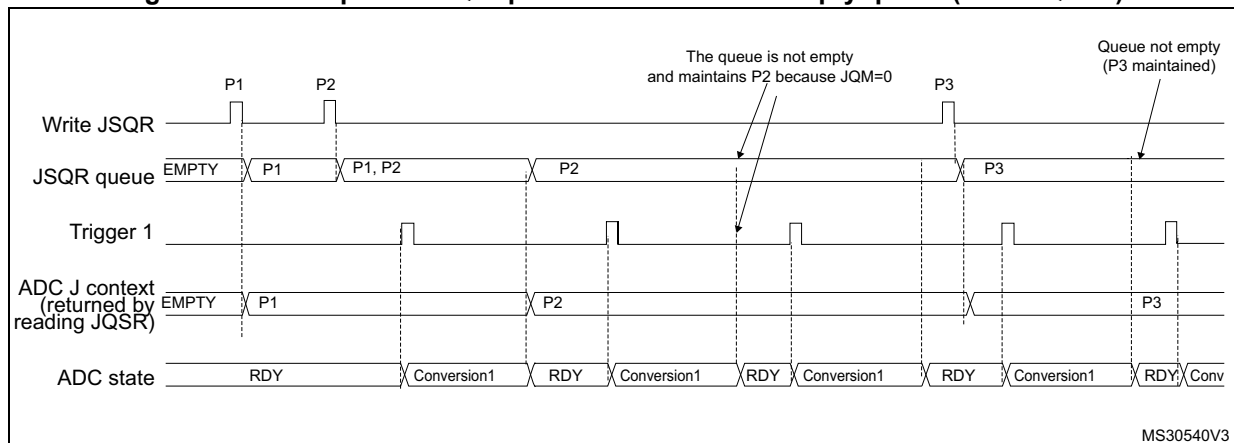 The queue is not empty
and maintains P2 because JQM=0
Queue not empty
(P3 maintained)
P1
P2
P3
Write JSQR
JSQR queue
EMPTY
P1
P1, P2
P2
P3
Trigger 1
ADC J context
(returned by
reading JQSR)
EMPTY
P1
P2
P3
ADC state
RDY
Conversion1
RDY
Conversion1
RDY
Conversion1
RDY
Conversion1
RDY
Conv
MS30540V3